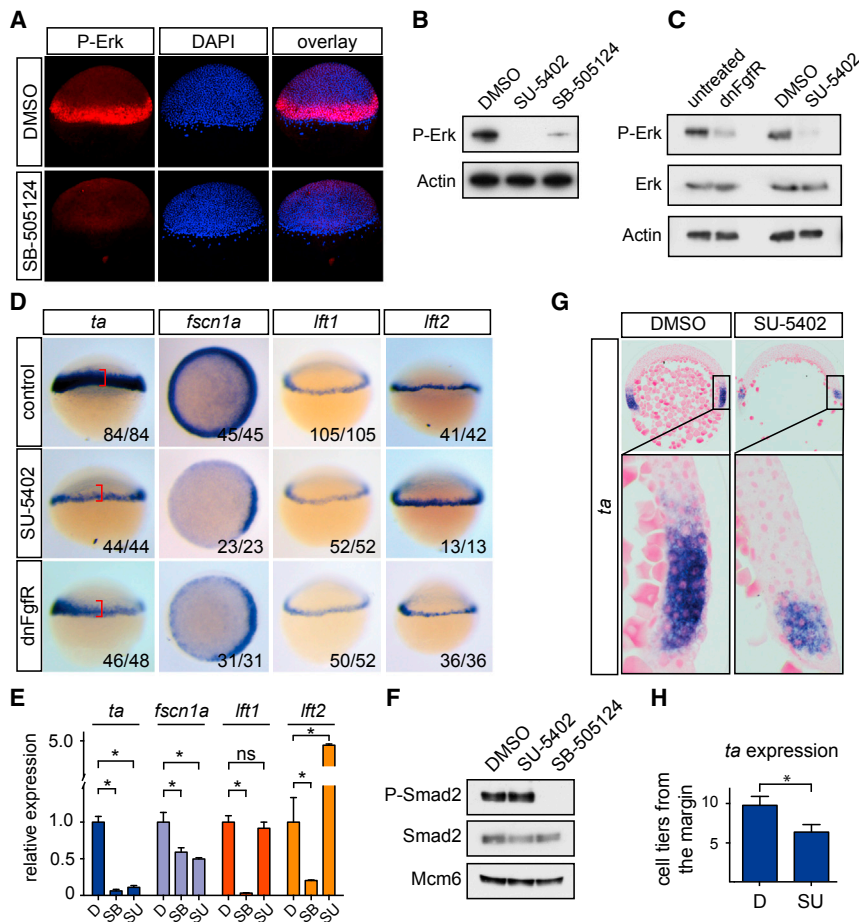 A
P-Erk DAPI overlay
DMSO
SB-505124
B
DMSO SU-5402 SB-505124
P-Erk
Actin
C
untreated dnFgfR DMSO SU-5402
P-Erk
Erk
Actin
D
ta fscn1a lft1 lft2
control
84/84 45/45 105/105 41/42
SU-5402
44/44 23/23 52/52 13/13
dnFgfR
46/48 31/31 50/52 36/36
E
ta fscn1a lft1 lft2
relative expression
5.0
1.0
0.5
0
* * * * * ns * *
D SB SU D SB SU D SB SU D SB SU
F
DMSO SU-5402 SB-505124
P-Smad2
Smad2
Mcm6
G
DMSO SU-5402
ta
H
ta expression
cell tiers from
the margin
10
5
0
*
D SU